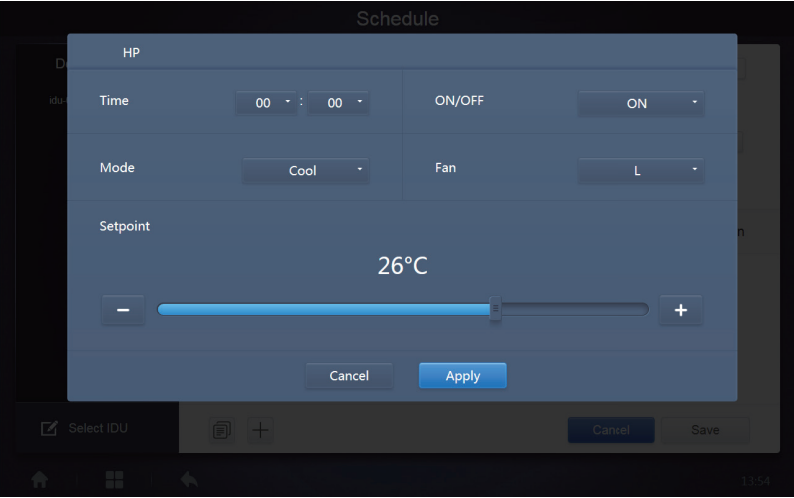 Schedule
HP
Time 00 : 00 ON/OFF ON
idu-
Mode Cool Fan L
Setpoint
26°C
− +
Cancel Apply
Select IDU Cancel Save
13:54